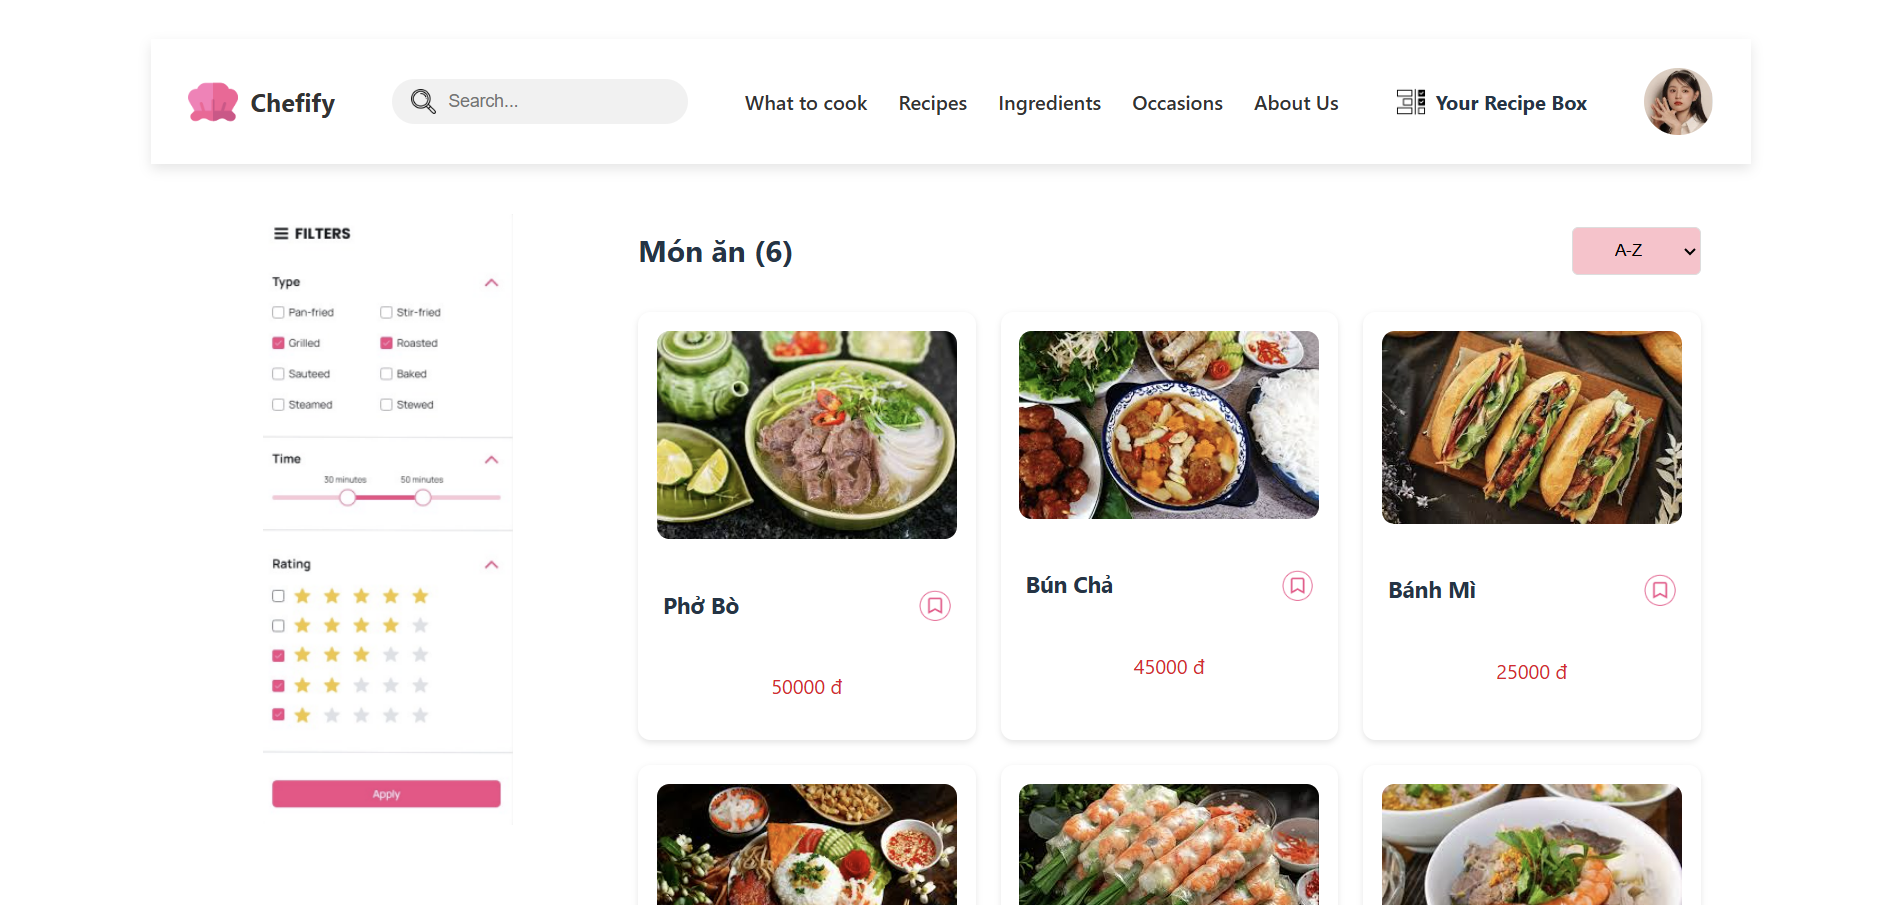 Chefify
Search...
What to cook
Recipes
Ingredients
Occasions
About Us
Your Recipe Box
FILTERS
Type
Pan-fried
Stir-fried
Grilled
Roasted
Sauteed
Baked
Steamed
Stewed
Time
30 minutes
50 minutes
Rating
Apply
Món ăn (6)
A-Z
Phở Bò
50000 đ
Bún Chả
45000 đ
Bánh Mì
25000 đ